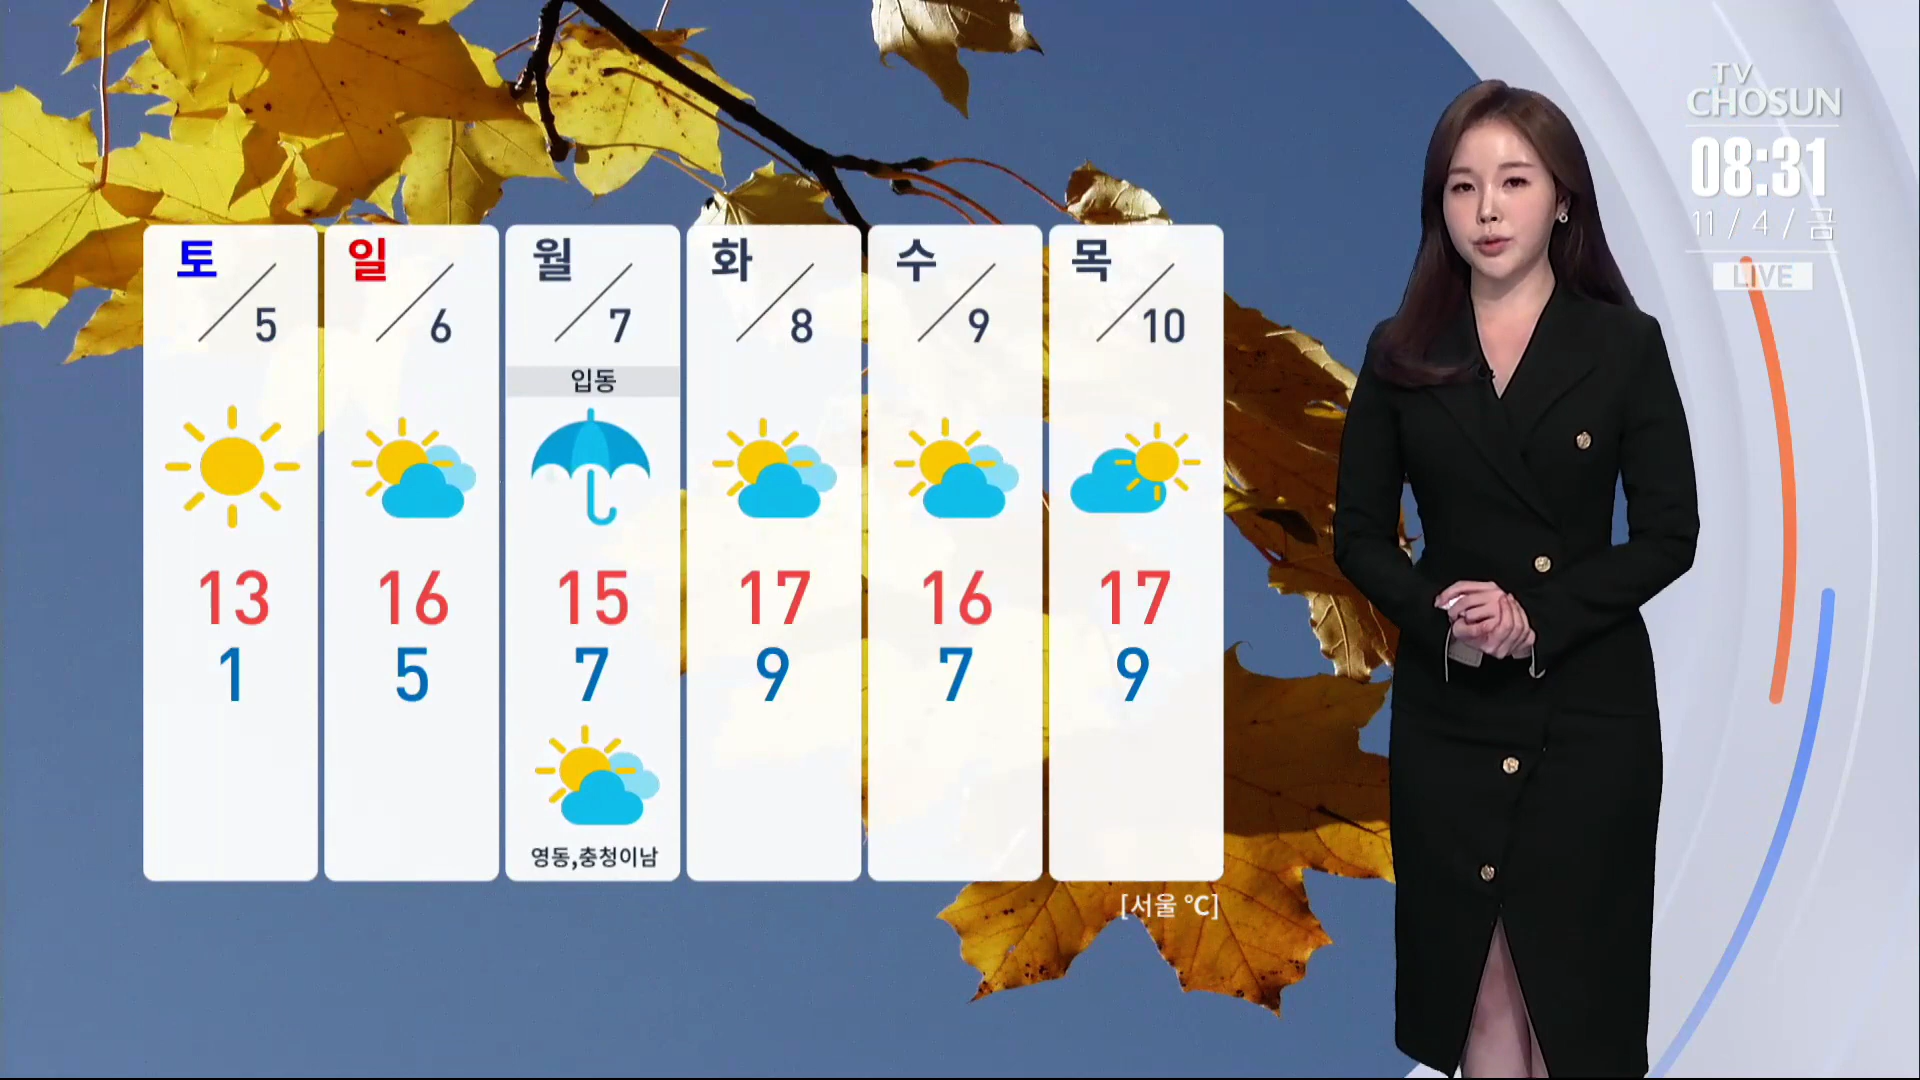 TV
CHOSUN
08:31
11 / 4 / 금
LIVE
토 일 월 화 수 목
5 6 7 8 9 10
입동
13 16 15 17 16 17
1 5 7 9 7 9
영동,충청이남
[서울 ℃]